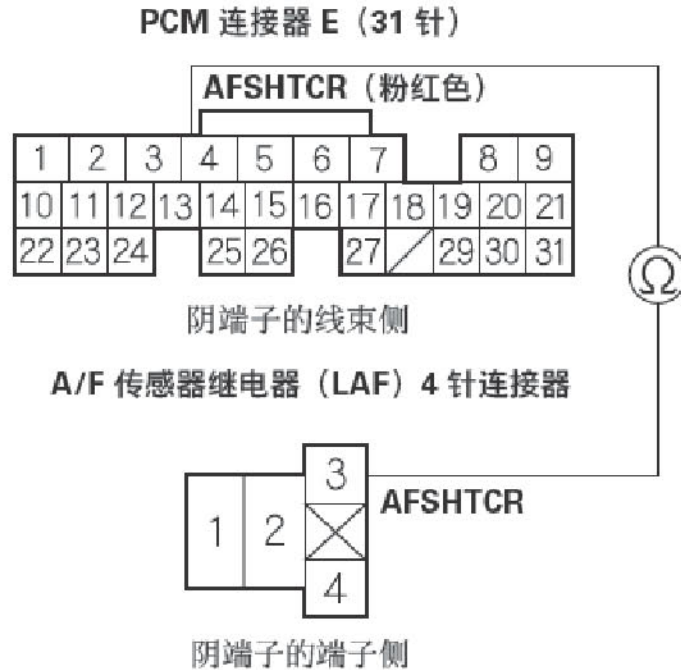 PCM 连接器 E（31 针）
AFSHTCR（粉红色）
1 2 3 4 5 6 7 8 9
10 11 12 13 14 15 16 17 18 19 20 21
22 23 24 25 26 27 29 30 31
Ω
阴端子的线束侧
A/F 传感器继电器（LAF）4 针连接器
3
AFSHTCR
1 2
4
阴端子的端子侧